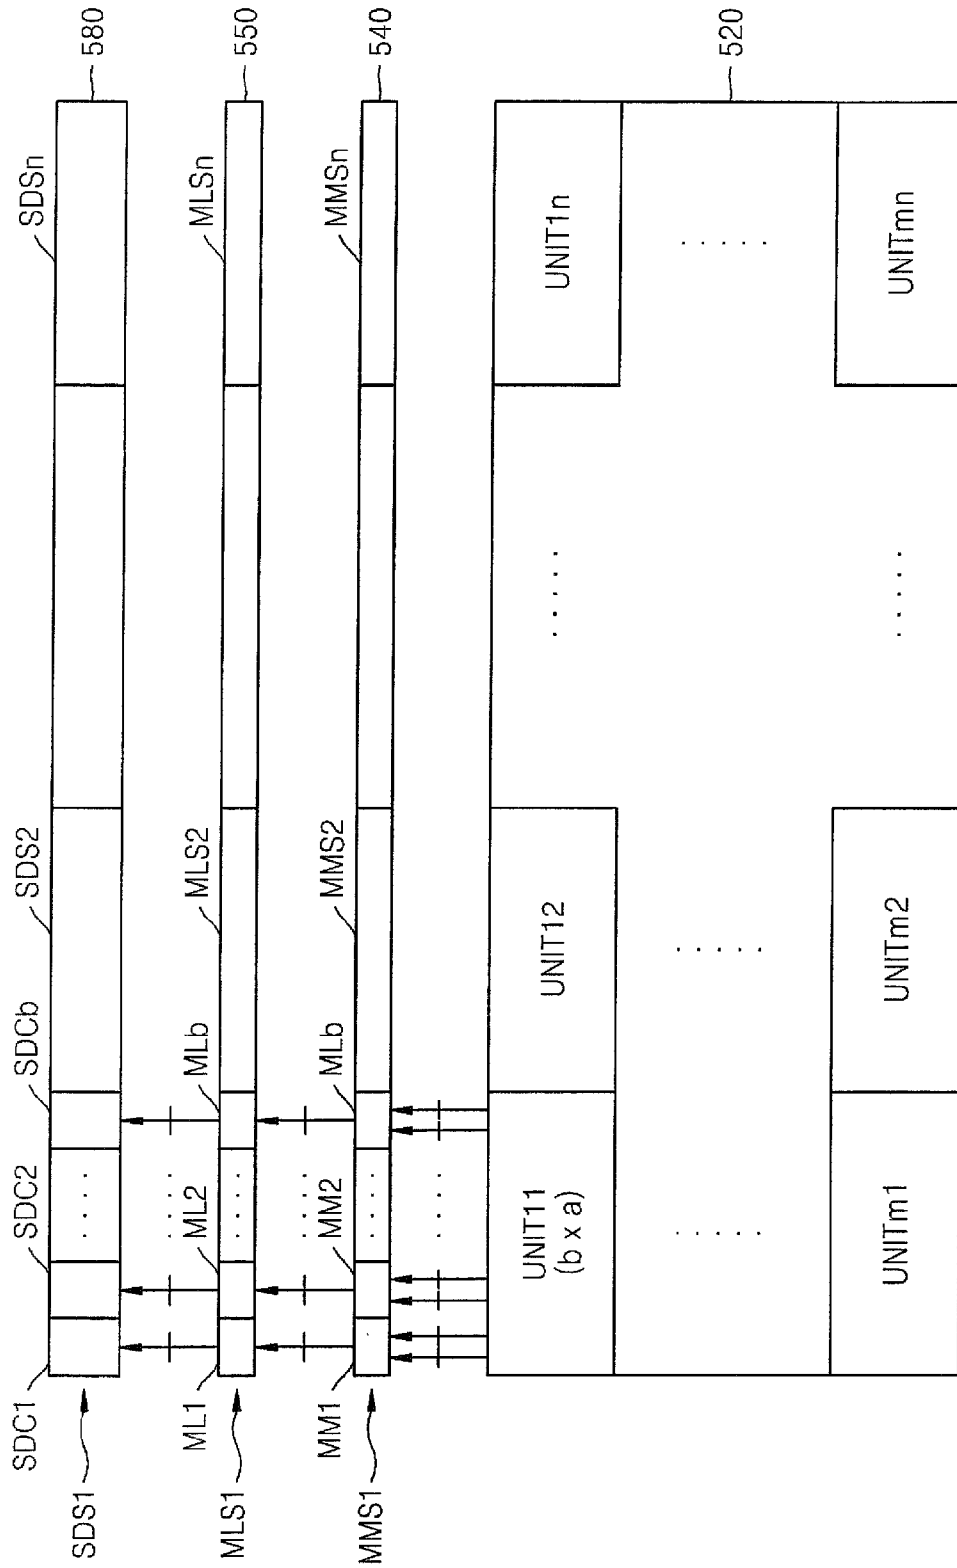 SDC1
SDC2
SDCb
SDS2
SDSn
SDS1
580
ML1
ML2
MLb
MLS2
MLSn
MLS1
550
MM1
MM2
MLb
MMS2
MMSn
MMS1
540
UNIT11
(b x a)
UNIT12
UNIT1n
520
UNITm1
UNITm2
UNITmn